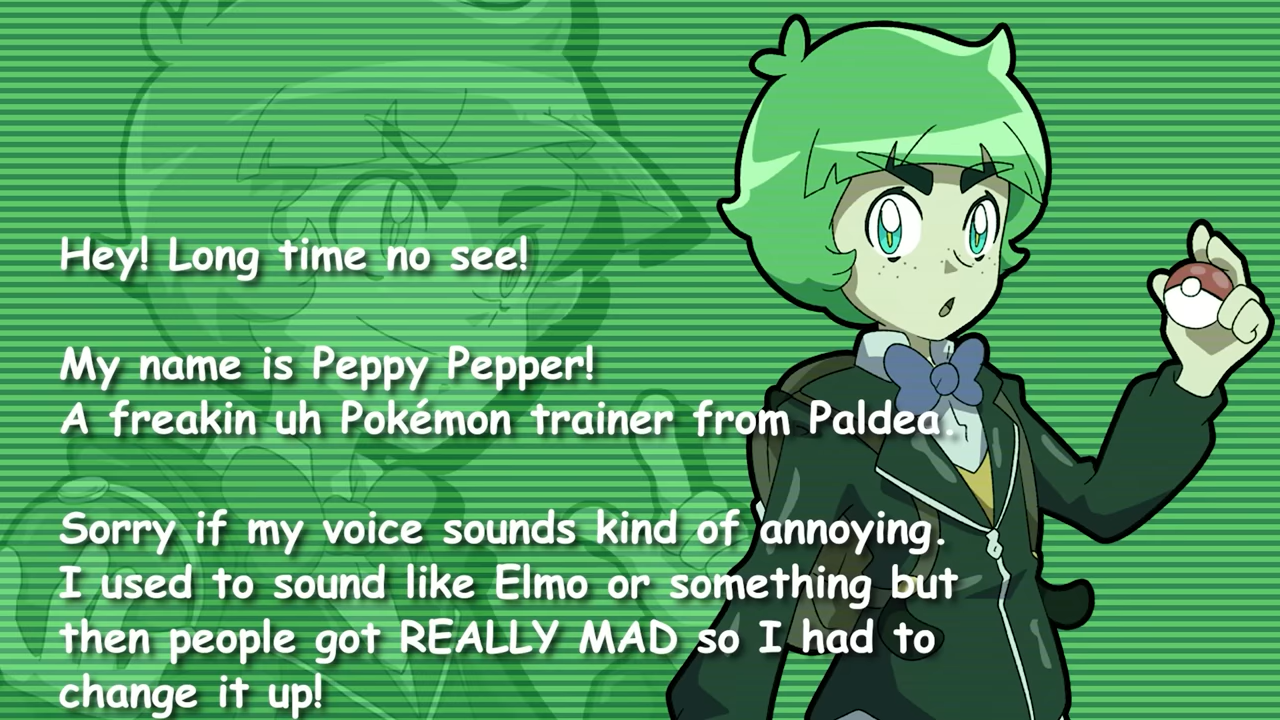 Hey! Long time no see!
My name is Peppy Pepper!
A freakin uh Pokémon trainer from Paldea.
Sorry if my voice sounds kind of annoying.
I used to sound like Elmo or something but
then people got REALLY MAD so I had to
change it up!